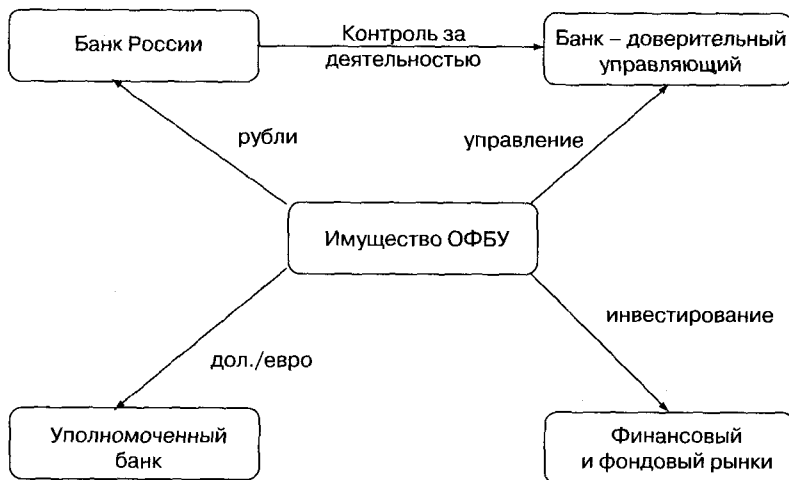 Банк России
Контроль за
деятельностью
Банк – доверительный
управляющий
рубли
управление
Имущество ОФБУ
инвестирование
дол./евро
Уполномоченный
банк
Финансовый
и фондовый рынки